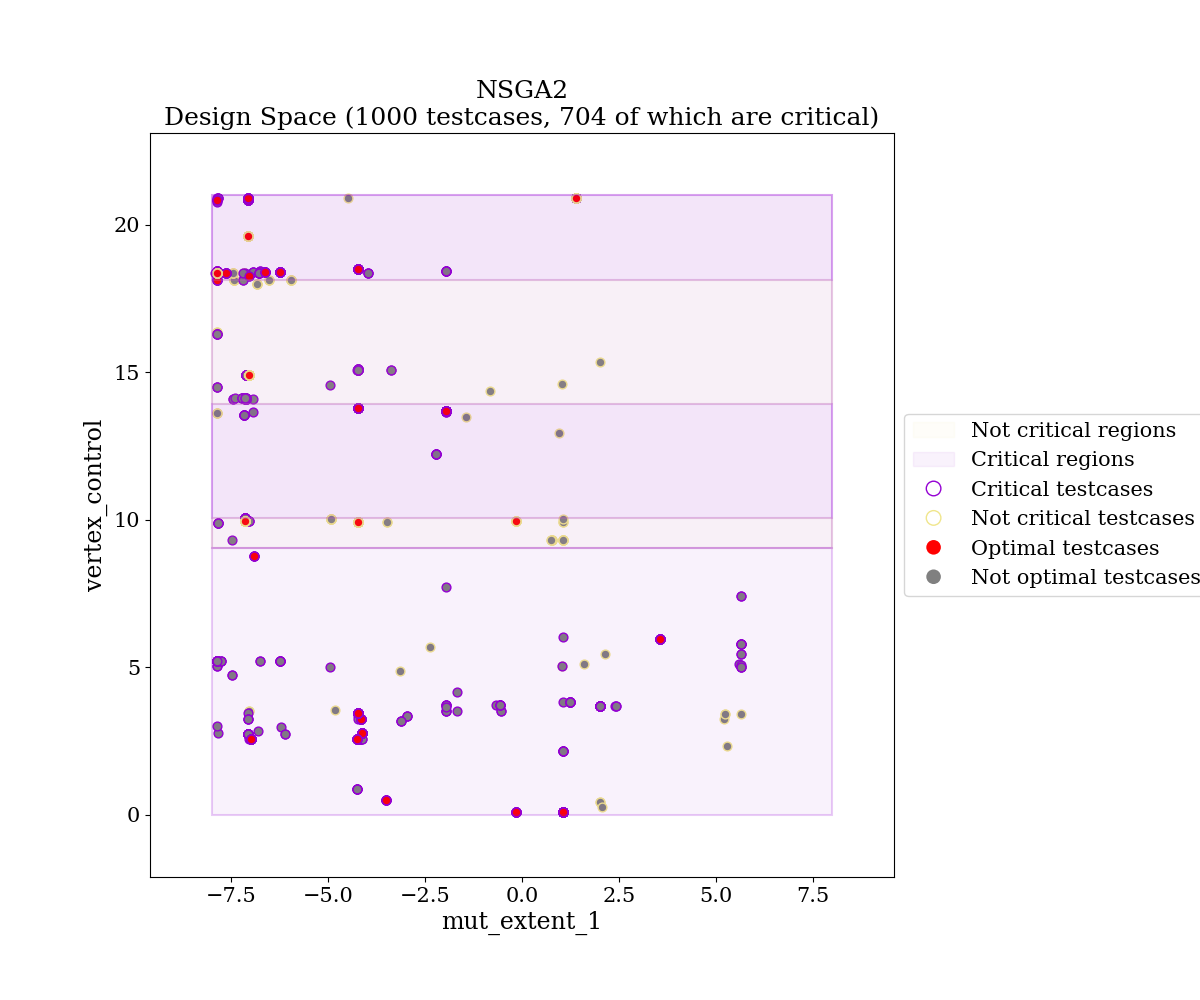 NSGA2
Design Space (1000 testcases, 704 of which are critical)
vertex_control
20
15
10
5
0
−7.5
−5.0
−2.5
0.0
2.5
5.0
7.5
mut_extent_1
Not critical regions
Critical regions
Critical testcases
Not critical testcases
Optimal testcases
Not optimal testcases